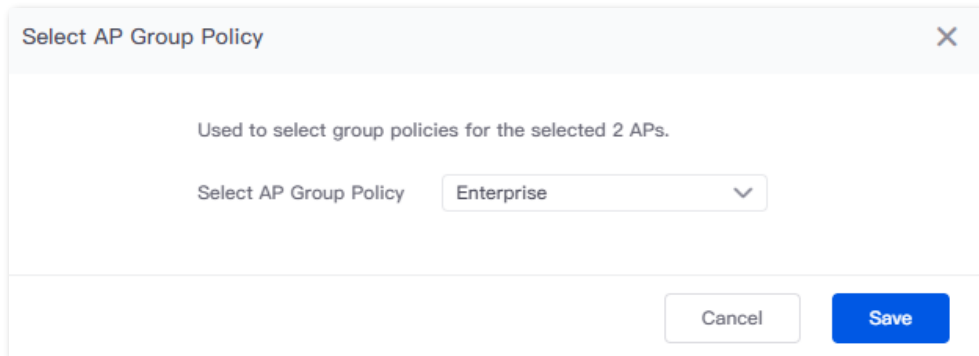 Select AP Group Policy
Used to select group policies for the selected 2 APs.
Select AP Group Policy Enterprise
Cancel Save